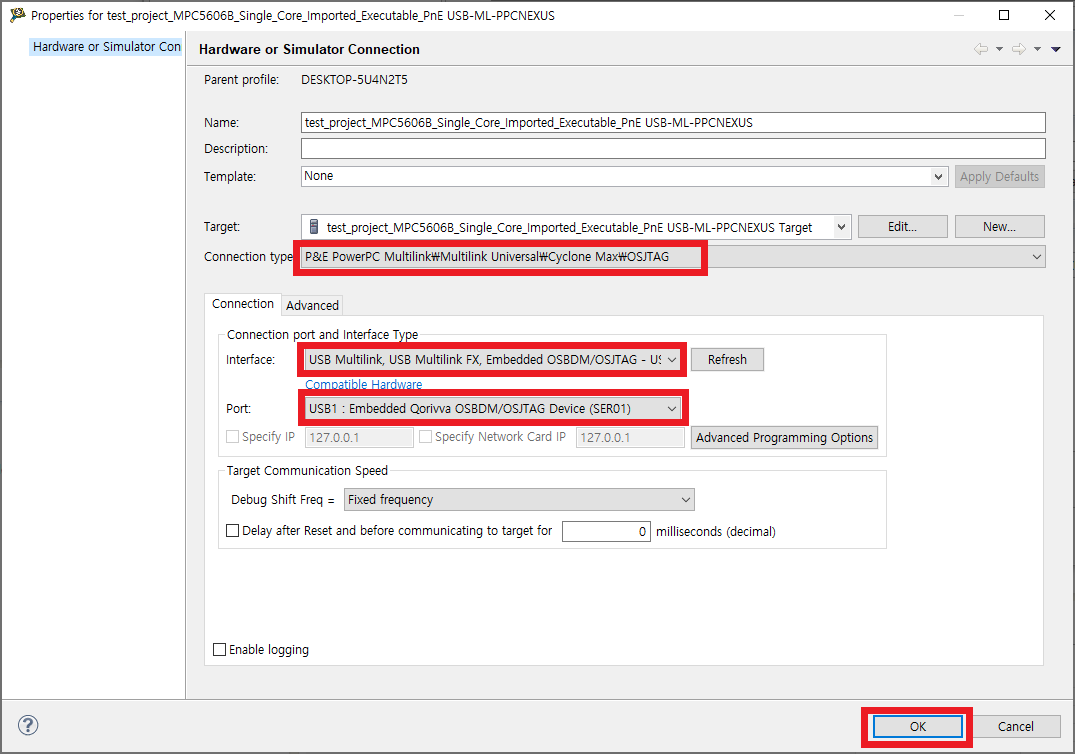 Properties for test_project_MPC5606B_Single_Core_Imported_Executable_PnE USB-ML-PPCNEXUS
Hardware or Simulator Con
Hardware or Simulator Connection
Parent profile: DESKTOP-5U4N2T5
Name: test_project_MPC5606B_Single_Core_Imported_Executable_PnE USB-ML-PPCNEXUS
Description:
Template: None Apply Defaults
Target: test_project_MPC5606B_Single_Core_Imported_Executable_PnE USB-ML-PPCNEXUS Target Edit... New...
Connection type P&E PowerPC Multilink₩Multilink Universal₩Cyclone Max₩OSJTAG
Connection Advanced
Connection port and Interface Type
Interface: USB Multilink, USB Multilink FX, Embedded OSBDM/OSJTAG - US Refresh
Compatible Hardware
Port: USB1 : Embedded Qorivva OSBDM/OSJTAG Device (SER01)
Specify IP 127.0.0.1 Specify Network Card IP 127.0.0.1 Advanced Programming Options
Target Communication Speed
Debug Shift Freq = Fixed frequency
Delay after Reset and before communicating to target for 0 milliseconds (decimal)
Enable logging
? OK Cancel